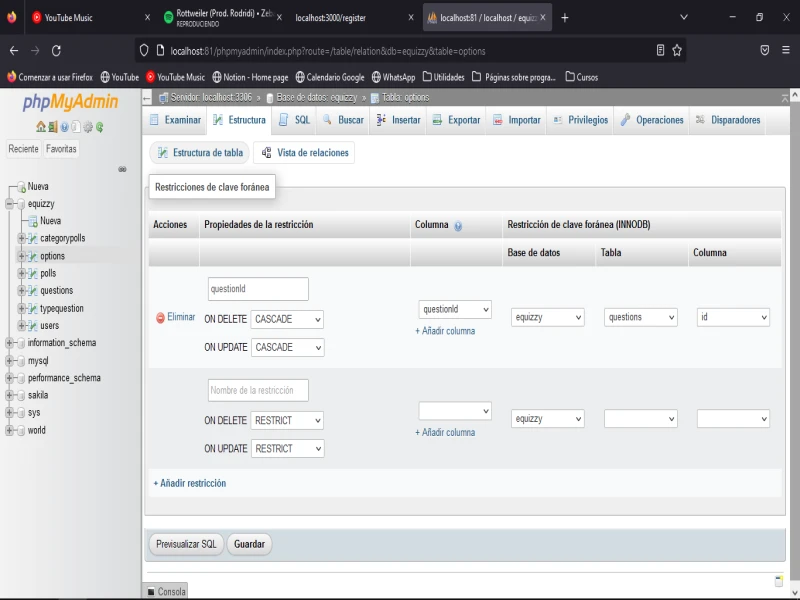 YouTube Music
Rottweiler (Prod. Rodridi) • Zeb
REPRODUCIENDO
localhost:3000/register
localhost:81 / localhost / equiz
localhost:81/phpmyadmin/index.php?route=/table/relation&db=equizzy&table=options
Comenzar a usar Firefox
YouTube
YouTube Music
Notion - Home page
Calendario Google
WhatsApp
Utilidades
Páginas sobre progra...
Cursos
phpMyAdmin
Reciente
Favoritas
Nueva
equizzy
Nueva
categorypolls
options
polls
questions
typequestion
users
information_schema
mysql
performance_schema
sakila
sys
world
Servidor: localhost:3306 » Base de datos: equizzy » Tabla: options
Examinar
Estructura
SQL
Buscar
Insertar
Exportar
Importar
Privilegios
Operaciones
Disparadores
Estructura de tabla
Vista de relaciones
Restricciones de clave foránea
Acciones
Propiedades de la restricción
Columna
Restricción de clave foránea (INNODB)
Base de datos
Tabla
Columna
Eliminar
questionId
ON DELETE CASCADE
ON UPDATE CASCADE
questionId
+ Añadir columna
equizzy
questions
id
Nombre de la restricción
ON DELETE RESTRICT
ON UPDATE RESTRICT
+ Añadir columna
equizzy
+ Añadir restricción
Previsualizar SQL
Guardar
Consola